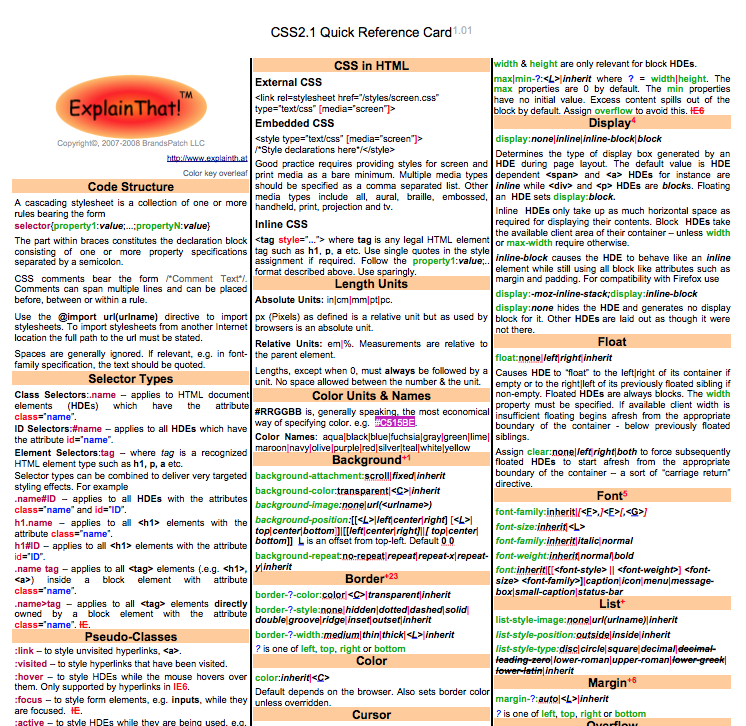 CSS2.1 Quick Reference Card1.01
ExplainThat!™
Copyright©, 2007-2008 BrandsPatch LLC
http://www.explainth.at
Color key overleaf
Code Structure
A cascading stylesheet is a collection of one or more
rules bearing the form
selector{property1:value;...;propertyN:value}
The part within braces constitutes the declaration block
consisting of one or more property specifications
separated by a semicolon.
CSS comments bear the form /*Comment Text*/.
Comments can span multiple lines and can be placed
before, between or within a rule.
Use the @import url(urlname) directive to import
stylesheets. To import stylesheets from another Internet
location the full path to the url must be stated.
Spaces are generally ignored. If relevant, e.g. in font-
family specification, the text should be quoted.
Selector Types
Class Selectors:.name – applies to HTML document
elements (HDEs) which have the attribute
class="name".
ID Selectors:#name – applies to all HDEs which have
the attribute id="name".
Element Selectors:tag – where tag is a recognized
HTML element type such as h1, p, a etc.
Selector types can be combined to deliver very targeted
styling effects. For example
.name#ID – applies to all HDEs with the attributes
class="name" and id="ID".
h1.name – applies to all <h1> elements with the
attribute class="name".
h1#ID – applies to all <h1> elements with the attribute
id="ID".
.name tag – applies to all <tag> elements (.e.g. <h1>,
<a>) inside a block element with attribute
class="name".
.name>tag – applies to all <tag> elements directly
owned by a block element with the attribute
class="name". IE.
Pseudo-Classes
:link – to style unvisited hyperlinks, <a>.
:visited – to style hyperlinks that have been visited.
:hover – to style HDEs while the mouse hovers over
them. Only supported by hyperlinks in IE6.
:focus – to style form elements, e.g. inputs, while they
are focused. IE.
:active – to style HDEs while they are being used, e.g.
CSS in HTML
External CSS
<link rel=stylesheet href="/styles/screen.css"
type="text/css" [media="screen"]>
Embedded CSS
<style type="text/css" [media="screen"]>
/*Style declarations here*/</style>
Good practice requires providing styles for screen and
print media as a bare minimum. Multiple media types
should be specified as a comma separated list. Other
media types include all, aural, braille, embossed,
handheld, print, projection and tv.
Inline CSS
<tag style="..."> where tag is any legal HTML element
tag such as h1, p, a etc. Use single quotes in the style
assignment if required. Follow the property1:value;..
format described above. Use sparingly.
Length Units
Absolute Units: in|cm|mm|pt|pc.
px (Pixels) as defined is a relative unit but as used by
browsers is an absolute unit.
Relative Units: em|%. Measurements are relative to
the parent element.
Lengths, except when 0, must always be followed by a
unit. No space allowed between the number & the unit.
Color Units & Names
#RRGGBB is, generally speaking, the most economical
way of specifying color. e.g. #C515BE.
Color Names: aqua|black|blue|fuchsia|gray|green|lime|
maroon|navy|olive|purple|red|silver|teal|white|yellow
Background+1
background-attachment:scroll|fixed|inherit
background-color:transparent|<C>|inherit
background-image:none|url(<urlname>)
background-position:[[<L>|left|center|right] [<L>|
top|center|bottom]]|[[left|center|right]||[ top|center|
bottom]] L is an offset from top-left. Default 0 0
background-repeat:no-repeat|repeat|repeat-x|repeat-
y|inherit
Border+23
border-?-color:color|<C>|transparent|inherit
border-?-style:none|hidden|dotted|dashed|solid|
double|groove|ridge|inset|outset|inherit
border-?-width:medium|thin|thick|<L>|inherit
? is one of left, top, right or bottom
Color
color:inherit|<C>
Default depends on the browser. Also sets border color
unless overridden.
Cursor
width & height are only relevant for block HDEs.
max|min-?:<L>|inherit where ? = width|height. The
max properties are 0 by default. The min properties
have no initial value. Excess content spills out of the
block by default. Assign overflow to avoid this. IE6
Display4
display:none|inline|inline-block|block
Determines the type of display box generated by an
HDE during page layout. The default value is HDE
dependent <span> and <a> HDEs for instance are
inline while <div> and <p> HDEs are blocks. Floating
an HDE sets display:block.
Inline HDEs only take up as much horizontal space as
required for displaying their contents. Block HDEs take
the available client area of their container – unless width
or max-width require otherwise.
inline-block causes the HDE to behave like an inline
element while still using all block like attributes such as
margin and padding. For compatibility with Firefox use
display:-moz-inline-stack;display:inline-block
display:none hides the HDE and generates no display
block for it. Other HDEs are laid out as though it were
not there.
Float
float:none|left|right|inherit
Causes HDE to "float" to the left|right of its container if
empty or to the right|left of its previously floated sibling if
non-empty. Floated HDEs are always blocks. The width
property must be specified. If available client width is
insufficient floating begins afresh from the appropriate
boundary of the container - below previously floated
siblings.
Assign clear:none|left|right|both to force subsequently
floated HDEs to start afresh from the appropriate
boundary of the container – a sort of "carriage return"
directive.
Font5
font-family:inherit|[<F>,]<F>[,<G>]
font-size:inherit|<L>
font-family:inherit|italic|normal
font-weight:inherit|normal|bold
font:inherit|[[<font-style> || <font-weight>] <font-
size> <font-family>]|caption|icon|menu|message-
box|small-caption|status-bar
List+
list-style-image:none|url(urlname)|inherit
list-style-position:outside|inside|inherit
list-style-type:disc|circle|square|decimal|decimal-
leading-zero|lower-roman|upper-roman|lower-greek|
lower-latin|inherit
Margin+6
margin-?:auto|<L>|inherit
? is one of left, top, right or bottom
Overflow